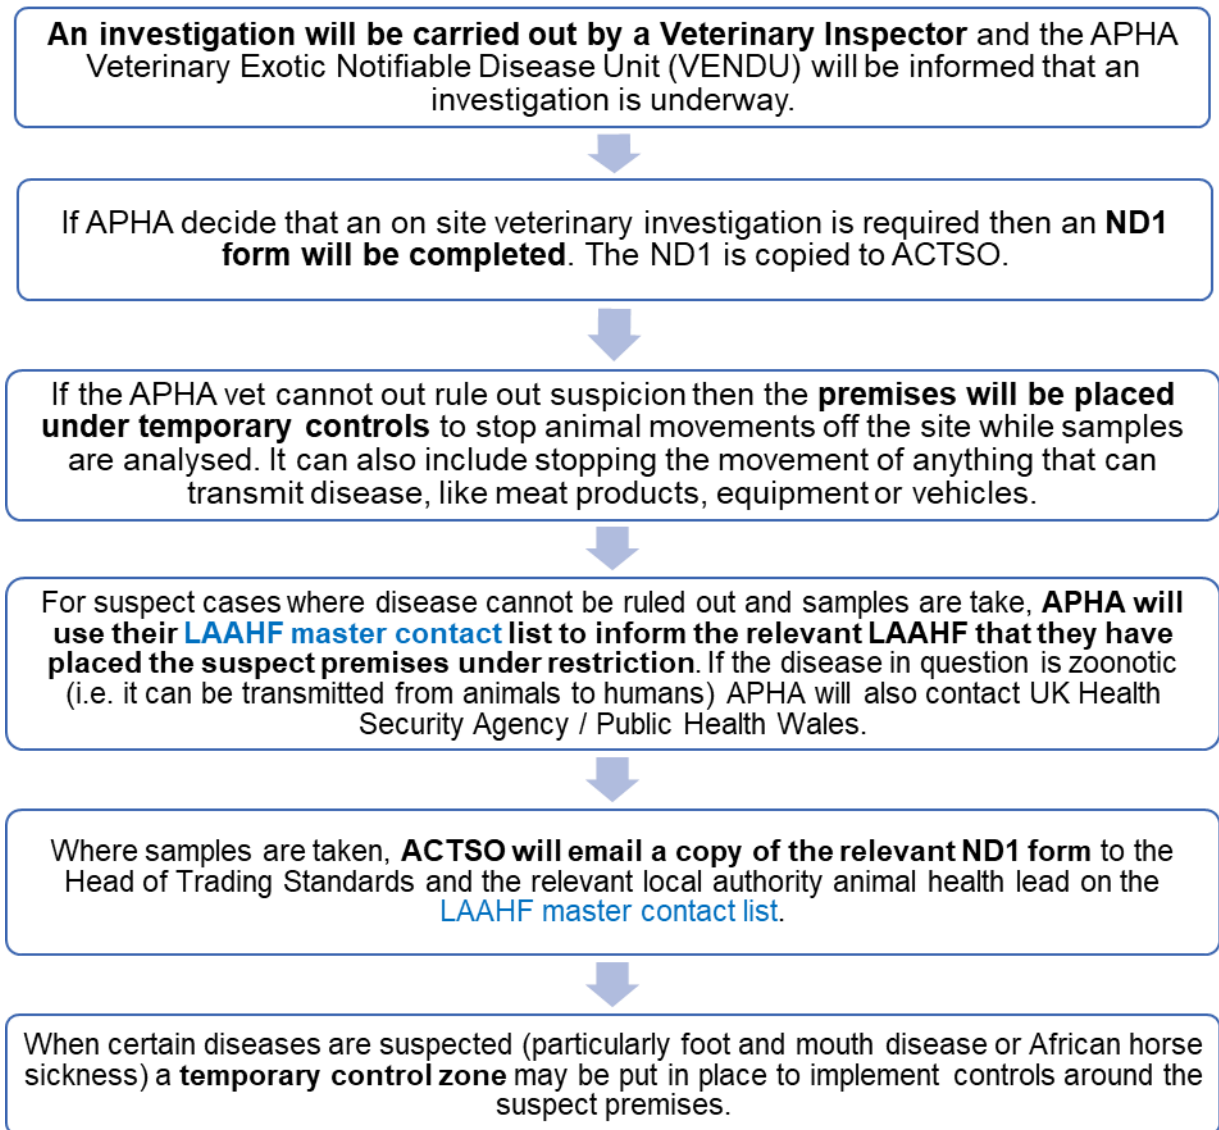 An investigation will be carried out by a Veterinary Inspector and the APHA
Veterinary Exotic Notifiable Disease Unit (VENDU) will be informed that an
investigation is underway.
If APHA decide that an on site veterinary investigation is required then an ND1
form will be completed. The ND1 is copied to ACTSO.
If the APHA vet cannot out rule out suspicion then the premises will be placed
under temporary controls to stop animal movements off the site while samples
are analysed. It can also include stopping the movement of anything that can
transmit disease, like meat products, equipment or vehicles.
For suspect cases where disease cannot be ruled out and samples are take, APHA will
use their LAAHF master contact list to inform the relevant LAAHF that they have
placed the suspect premises under restriction. If the disease in question is zoonotic
(i.e. it can be transmitted from animals to humans) APHA will also contact UK Health
Security Agency / Public Health Wales.
Where samples are taken, ACTSO will email a copy of the relevant ND1 form to the
Head of Trading Standards and the relevant local authority animal health lead on the
LAAHF master contact list.
When certain diseases are suspected (particularly foot and mouth disease or African horse
sickness) a temporary control zone may be put in place to implement controls around the
suspect premises.